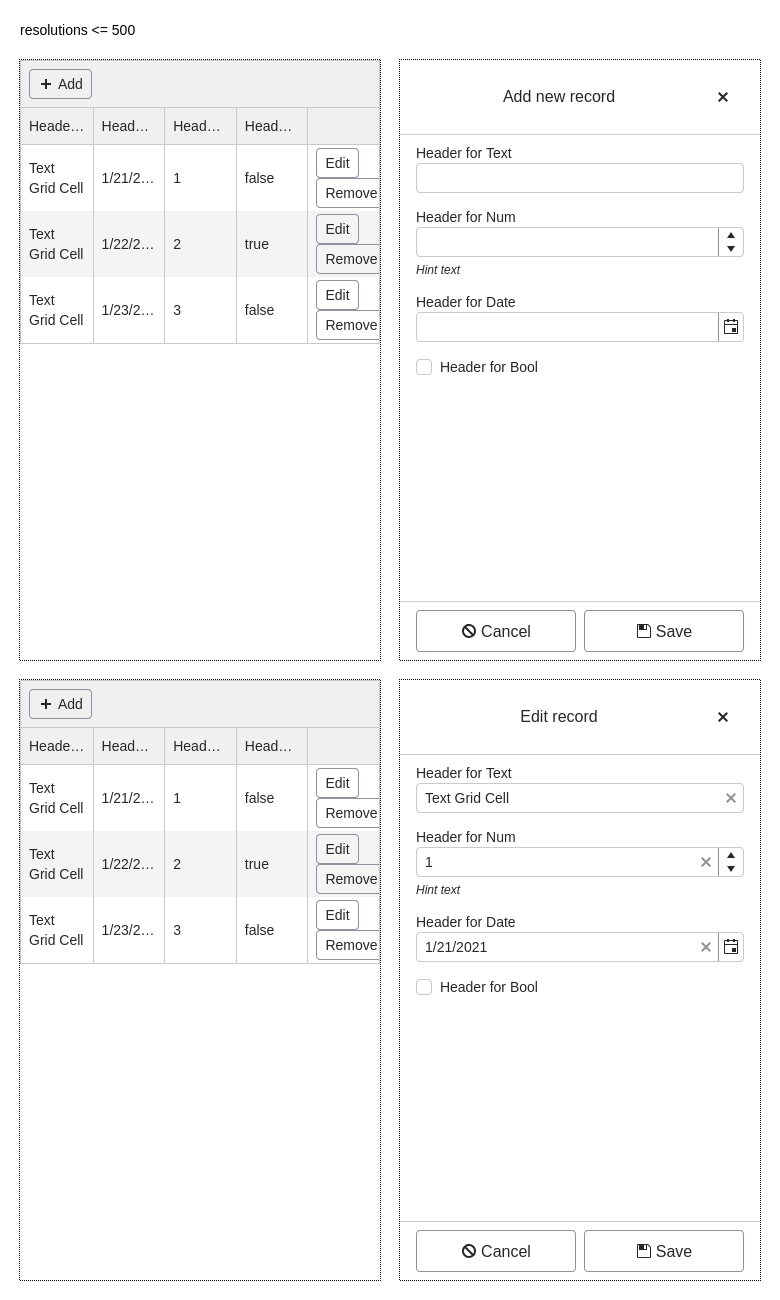 resolutions <= 500
Add
Heade... Head... Head... Head...
Text Grid Cell 1/21/2... 1 false Edit Remove
Text Grid Cell 1/22/2... 2 true Edit Remove
Text Grid Cell 1/23/2... 3 false Edit Remove
Add new record
Header for Text
Header for Num
Hint text
Header for Date
Header for Bool
Cancel Save
Add
Heade... Head... Head... Head...
Text Grid Cell 1/21/2... 1 false Edit Remove
Text Grid Cell 1/22/2... 2 true Edit Remove
Text Grid Cell 1/23/2... 3 false Edit Remove
Edit record
Header for Text
Text Grid Cell
Header for Num
1
Hint text
Header for Date
1/21/2021
Header for Bool
Cancel Save